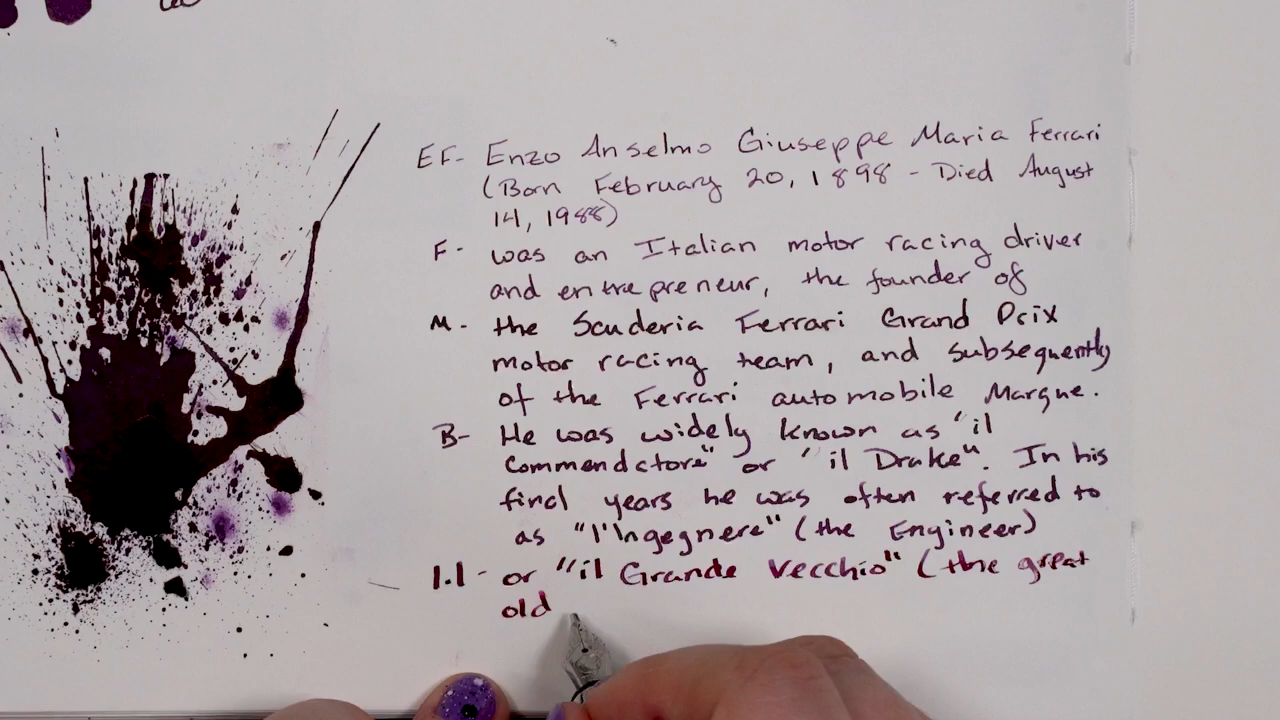 EF- Enzo Anselmo Giuseppe Maria Ferrari
(Born February 20, 1898 - Died August
14, 1988)
F- was an Italian motor racing driver
and entrepreneur, the founder of
M- the Scuderia Ferrari Grand Prix
motor racing team, and subsequently
of the Ferrari automobile Marque.
B- He was widely known as "il
Commendatore" or "il Drake". In his
final years he was often referred to
as "l'Ingegnere" (the Engineer)
1.1- or "il Grande Vecchio" (the great
old